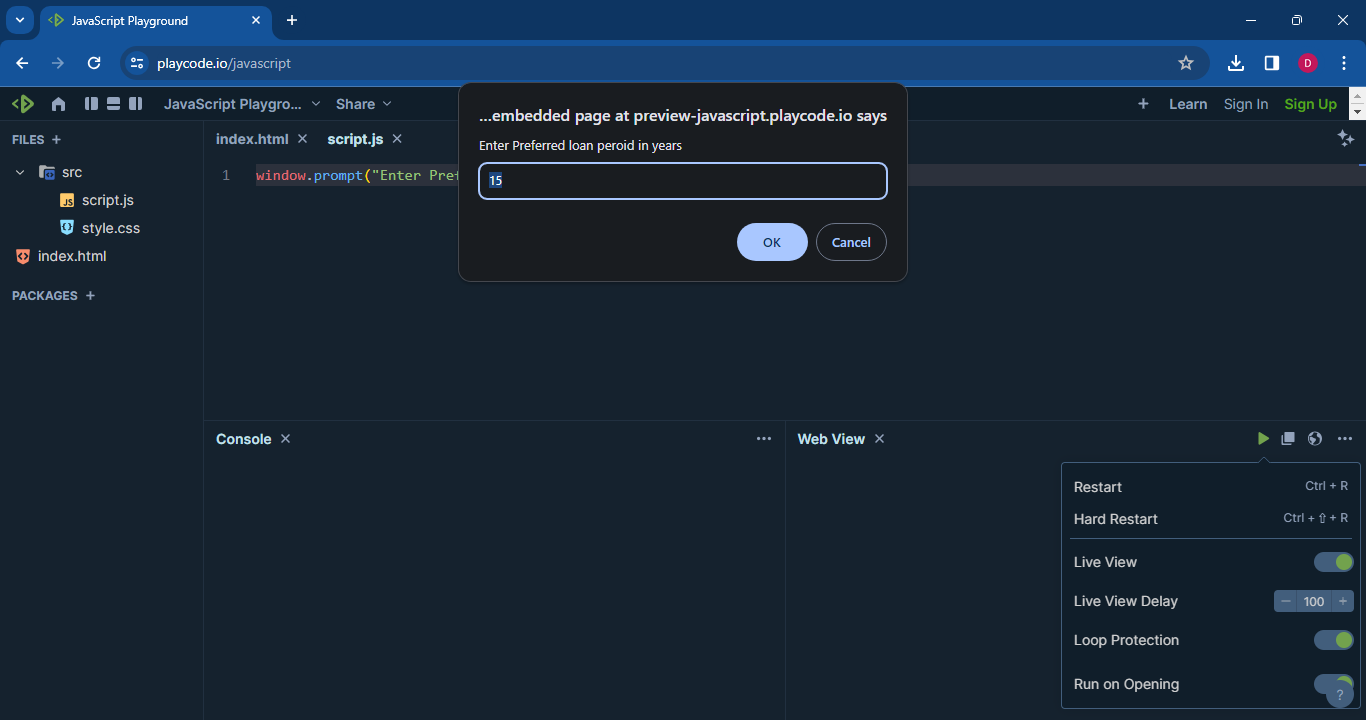 JavaScript Playground
playcode.io/javascript
D
JavaScript Playgro...
Share
+ Learn Sign In Sign Up
...embedded page at preview-javascript.playcode.io says
Enter Preferred loan peroid in years
15
OK
Cancel
FILES +
src
script.js
style.css
index.html
PACKAGES +
index.html
script.js
1 window.prompt("Enter Pref
Console
Web View
Restart Ctrl + R
Hard Restart Ctrl + ⇧ + R
Live View
Live View Delay − 100 +
Loop Protection
Run on Opening
?